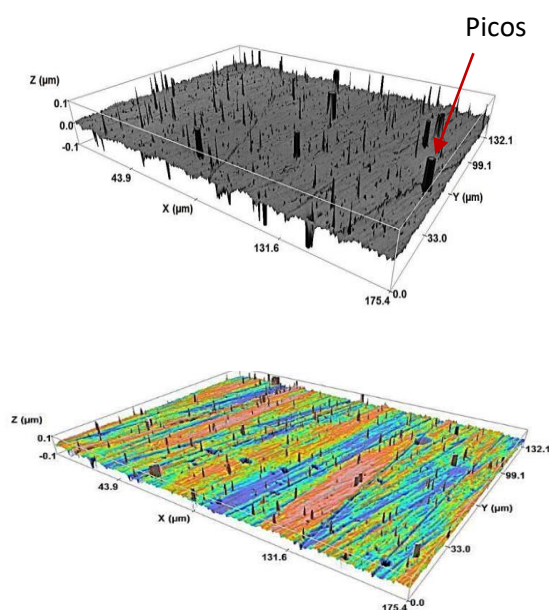 Picos
Z (µm)
0.1
0.0
-0.1
43.9
X (µm)
131.6
175.4
0.0
33.0
Y (µm)
99.1
132.1
Z (µm)
0.1
-0.1
43.9
X (µm)
131.6
175.4
0.0
33.0
Y (µm)
99.1
132.1